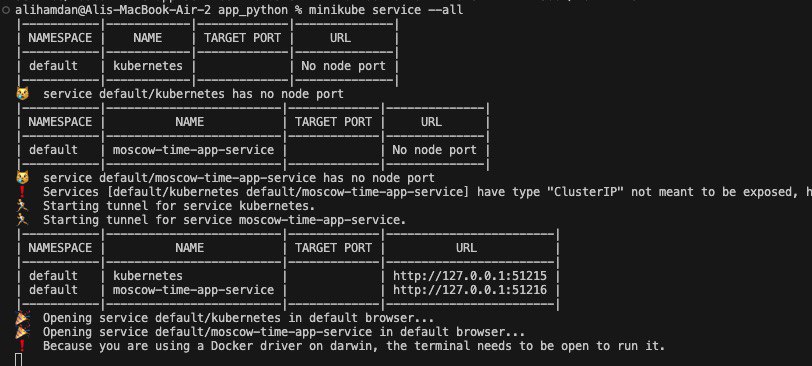 alihamdan@Alis-MacBook-Air-2 app_python % minikube service --all
|-----------|------------|-------------|--------------|
| NAMESPACE |    NAME    | TARGET PORT |     URL      |
|-----------|------------|-------------|--------------|
| default   | kubernetes |             | No node port |
|-----------|------------|-------------|--------------|
😿  service default/kubernetes has no node port
|-----------|-------------------------|-------------|--------------|
| NAMESPACE |          NAME           | TARGET PORT |     URL      |
|-----------|-------------------------|-------------|--------------|
| default   | moscow-time-app-service |             | No node port |
|-----------|-------------------------|-------------|--------------|
😿  service default/moscow-time-app-service has no node port
❗  Services [default/kubernetes default/moscow-time-app-service] have type "ClusterIP" not meant to be exposed, h
🏃  Starting tunnel for service kubernetes.
🏃  Starting tunnel for service moscow-time-app-service.
|-----------|-------------------------|-------------|------------------------|
| NAMESPACE |          NAME           | TARGET PORT |          URL           |
|-----------|-------------------------|-------------|------------------------|
| default   | kubernetes              |             | http://127.0.0.1:51215 |
| default   | moscow-time-app-service |             | http://127.0.0.1:51216 |
|-----------|-------------------------|-------------|------------------------|
🎉  Opening service default/kubernetes in default browser...
🎉  Opening service default/moscow-time-app-service in default browser...
❗  Because you are using a Docker driver on darwin, the terminal needs to be open to run it.